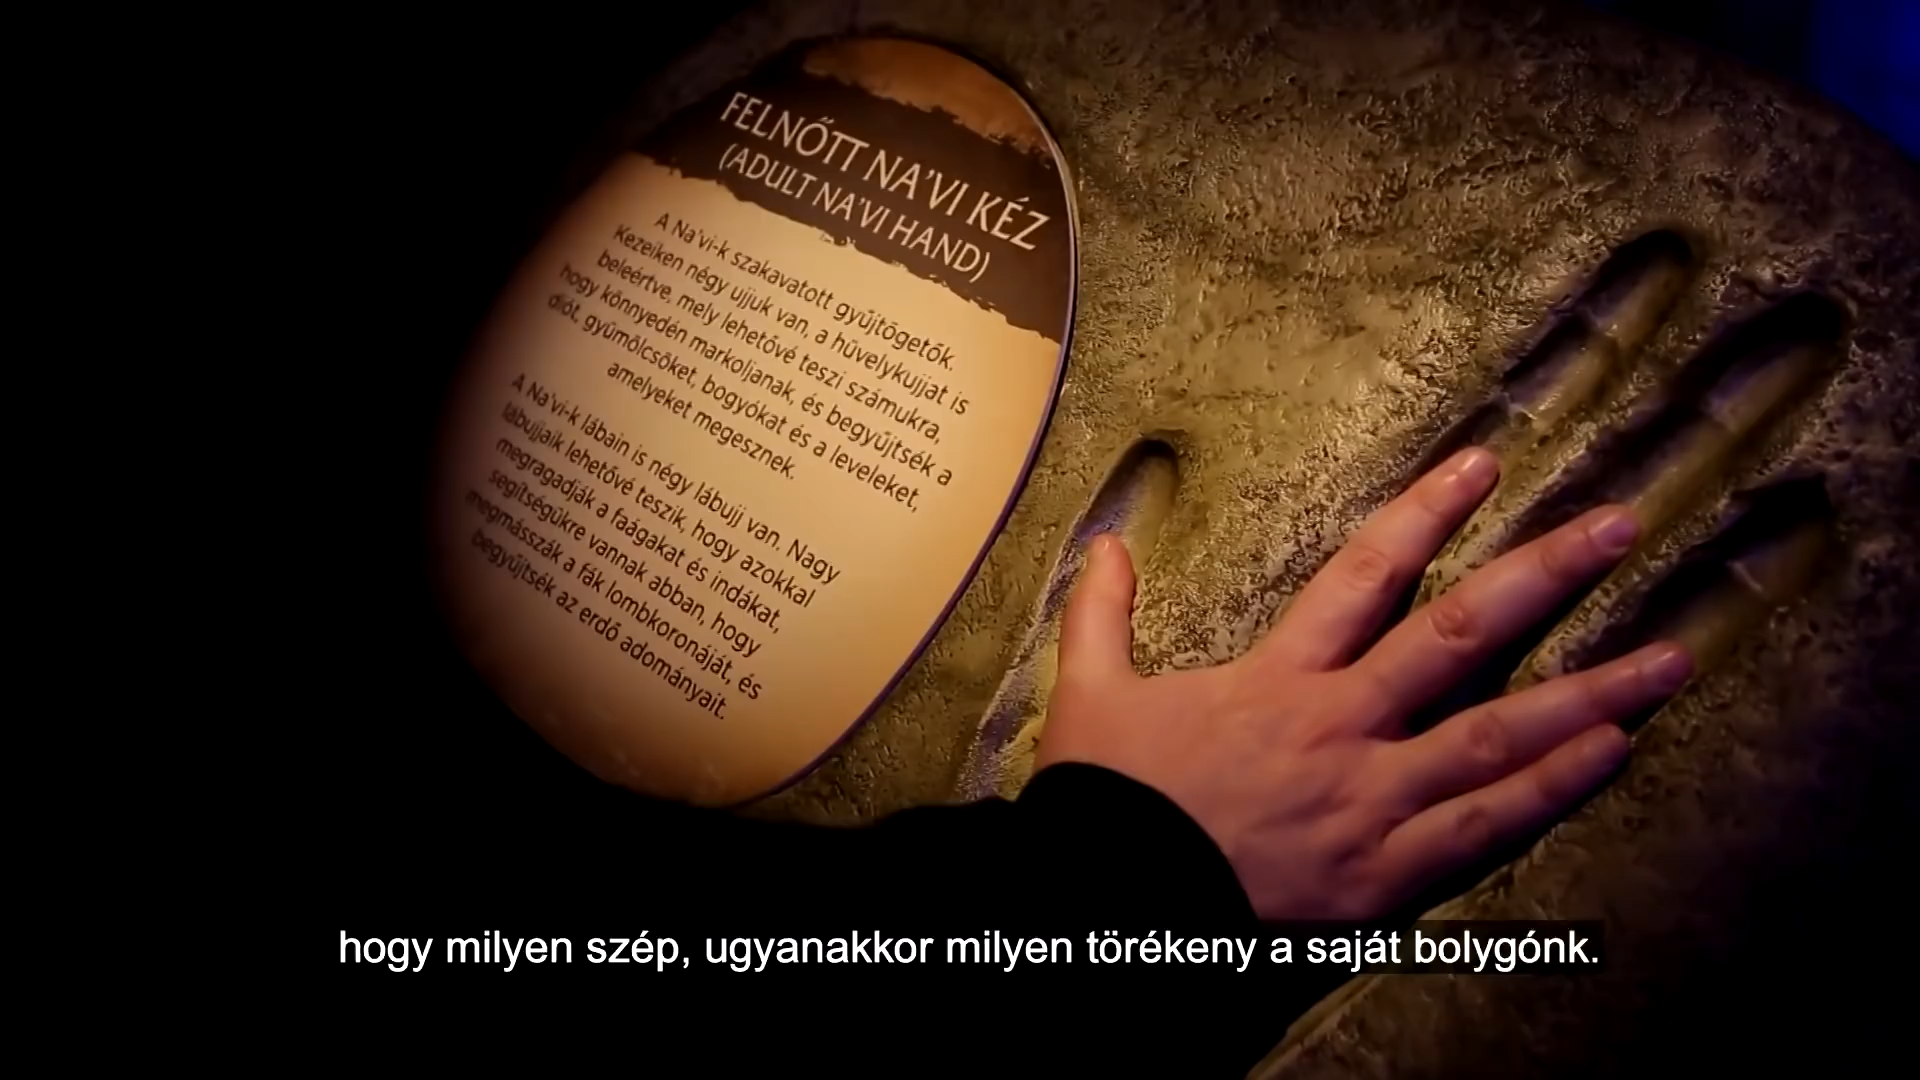 FELNŐTT NA'VI KÉZ
(ADULT NA'VI HAND)
A Na'vi-k szakavatott gyűjtögetők.
Kezeiken négy ujjuk van, a hüvelykujjat is
beleértve, mely lehetővé teszi számukra,
hogy könnyedén markoljanak, és begyűjtsék a
diót, gyümölcsöket, bogyókat és a leveleket,
amelyeket megesznek.
A Na'vi-k lábain is négy lábujj van. Nagy
lábujjaik lehetővé teszik, hogy azokkal
megragadják a faágakat és indákat,
segítségükre vannak abban, hogy
megmásszák a fák lombkoronáját, és
begyűjtsék az erdő adományait.
hogy milyen szép, ugyanakkor milyen törékeny a saját bolygónk.